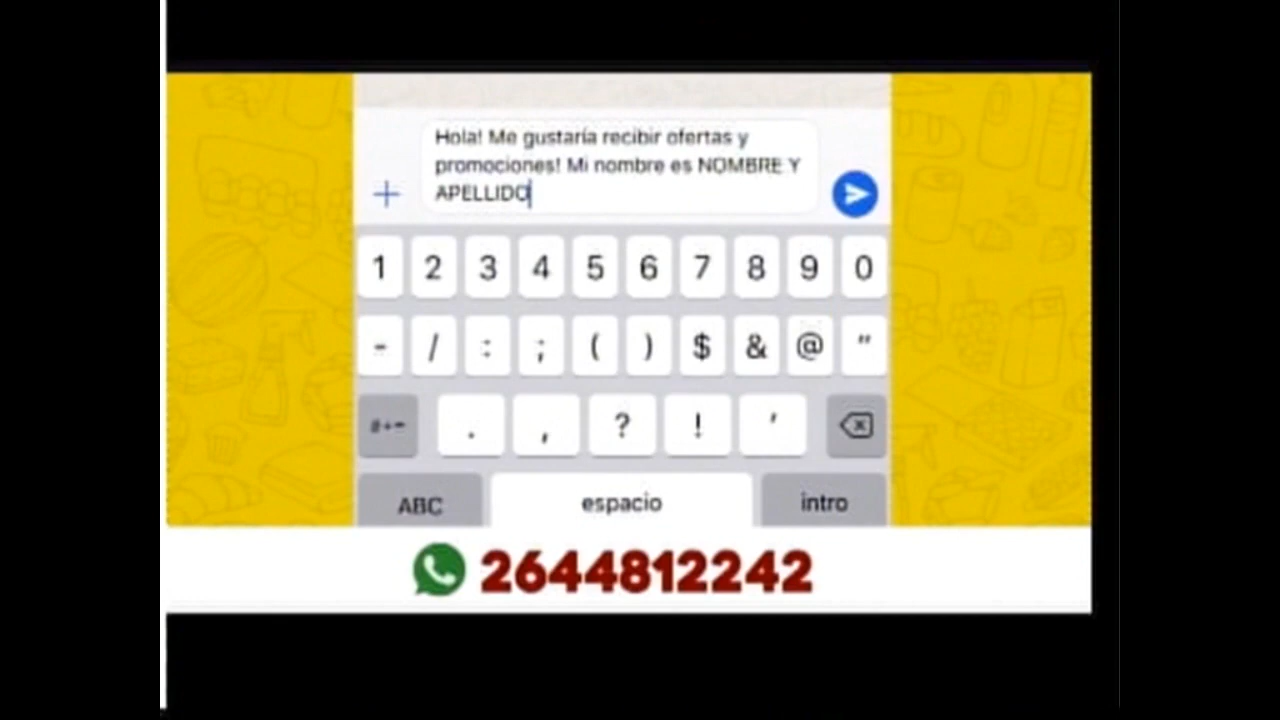 Hola! Me gustaría recibir ofertas y
promociones! Mi nombre es NOMBRE Y
APELLIDO
1 2 3 4 5 6 7 8 9 0
- / : ; ( ) $ & @ "
#+= . , ? ! '
ABC espacio intro
2644812242